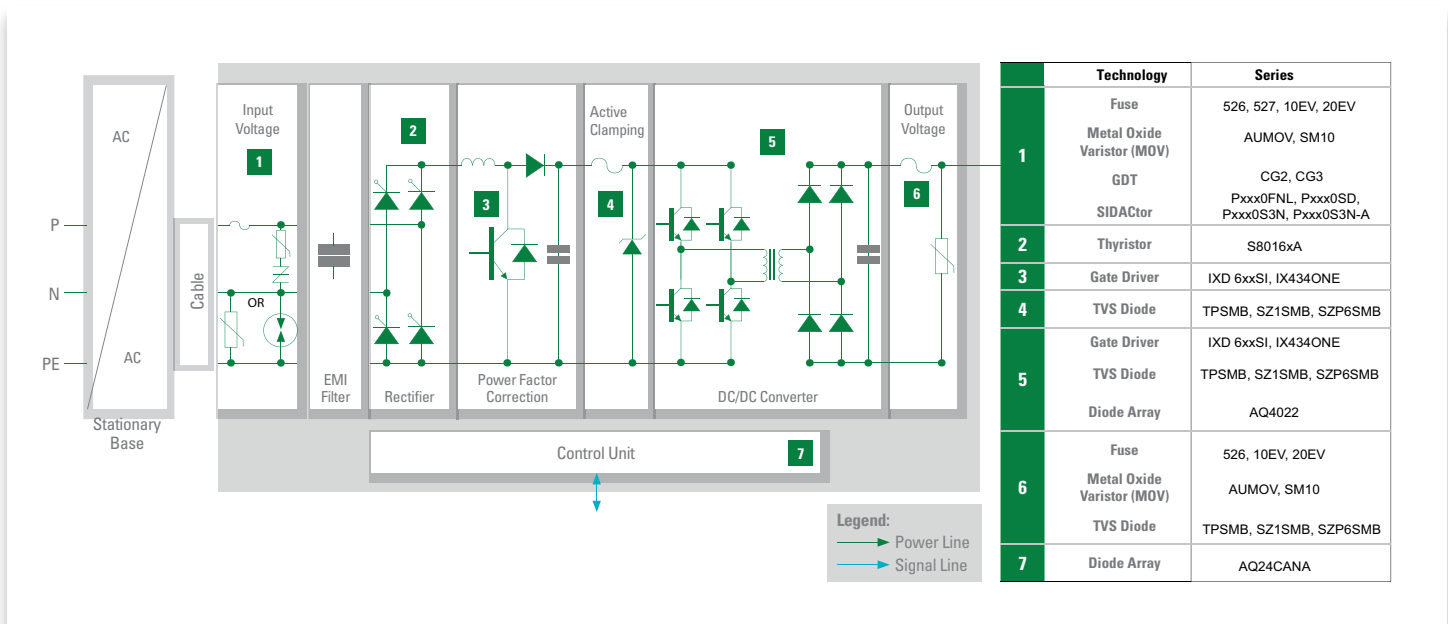 AC
AC
Stationary
Base
P
N
PE
Cable
Input
Voltage
1
OR
EMI
Filter
2
Rectifier
3
Power Factor
Correction
Active
Clamping
4
5
DC/DC Converter
Output
Voltage
6
Control Unit
7
Legend:
Power Line
Signal Line
Technology Series
1
Fuse 526, 527, 10EV, 20EV
Metal Oxide
Varistor (MOV)
AUMOV, SM10
GDT CG2, CG3
SIDACtor
Pxxx0FNL, Pxxx0SD,
Pxxx0S3N, Pxxx0S3N-A
2 Thyristor S8016xA
3 Gate Driver IXD 6xxSI, IX434ONE
4 TVS Diode TPSMB, SZ1SMB, SZP6SMB
5
Gate Driver IXD 6xxSI, IX434ONE
TVS Diode TPSMB, SZ1SMB, SZP6SMB
Diode Array AQ4022
6
Fuse 526, 10EV, 20EV
Metal Oxide
Varistor (MOV)
AUMOV, SM10
TVS Diode TPSMB, SZ1SMB, SZP6SMB
7 Diode Array AQ24CANA